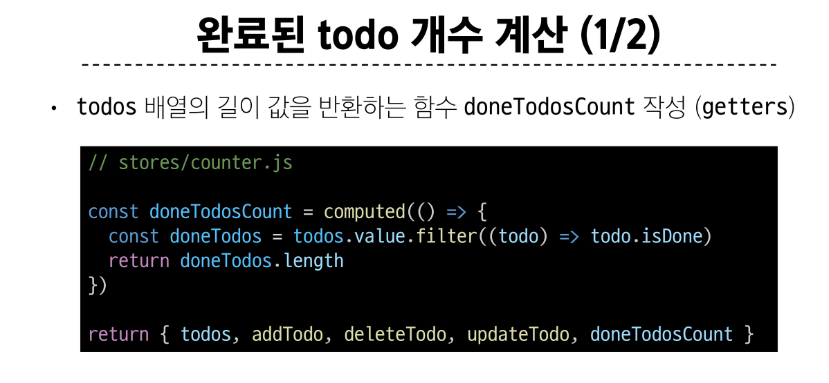 완료된 todo 개수 계산 (1/2)
• todos 배열의 길이 값을 반환하는 함수 doneTodosCount 작성 (getters)
// stores/counter.js
const doneTodosCount = computed(() => {
  const doneTodos = todos.value.filter((todo) => todo.isDone)
  return doneTodos.length
})
return { todos, addTodo, deleteTodo, updateTodo, doneTodosCount }